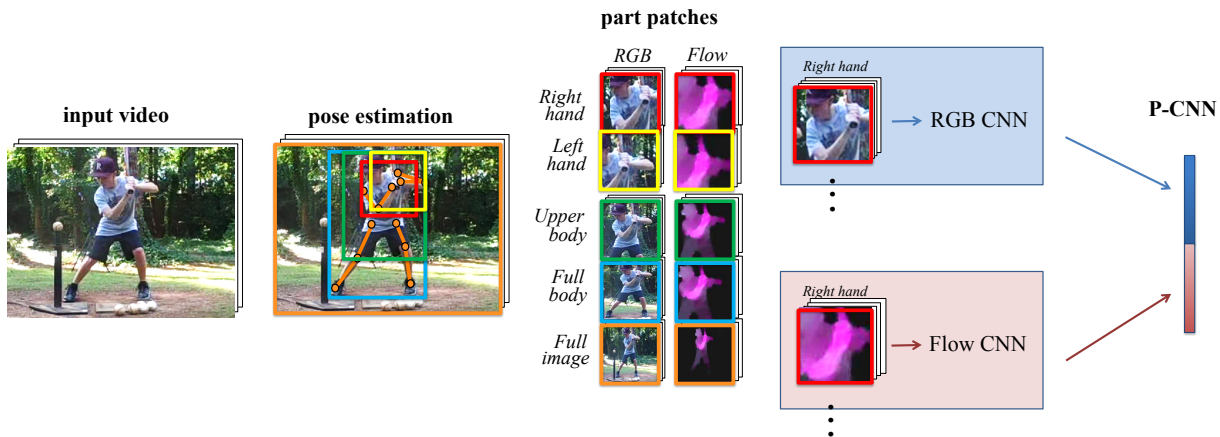 part patches
RGB
Flow
input video
pose estimation
Right
hand
Left
hand
Upper
body
Full
body
Full
image
Right hand
RGB CNN
Right hand
Flow CNN
P-CNN
R